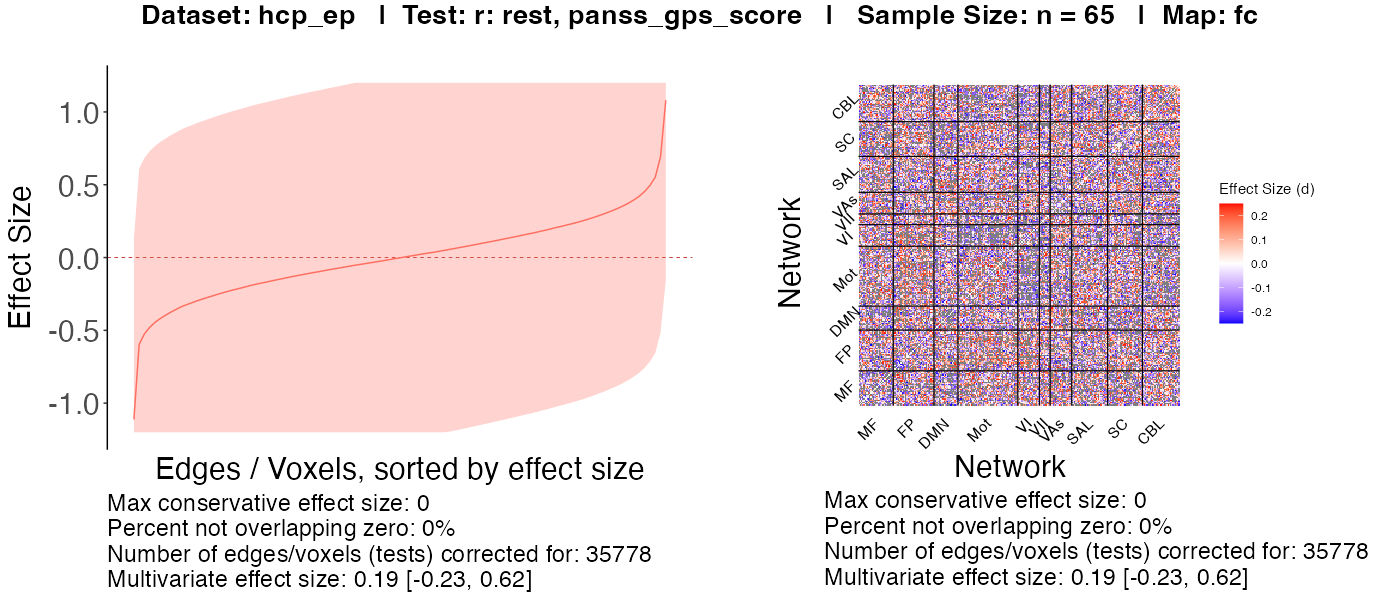 Dataset: hcp_ep | Test: r: rest, panss_gps_score | Sample Size: n = 65 | Map: fc
Effect Size
1.0
0.5
0.0
-0.5
-1.0
Edges / Voxels, sorted by effect size
Max conservative effect size: 0
Percent not overlapping zero: 0%
Number of edges/voxels (tests) corrected for: 35778
Multivariate effect size: 0.19 [-0.23, 0.62]
Network
CBL
SC
SAL
VAs
VII
VI
Mot
DMN
FP
MF
MF
FP
DMN
Mot
VI
VII
VAs
SAL
SC
CBL
Network
Effect Size (d)
0.2
0.1
0.0
-0.1
-0.2
Max conservative effect size: 0
Percent not overlapping zero: 0%
Number of edges/voxels (tests) corrected for: 35778
Multivariate effect size: 0.19 [-0.23, 0.62]